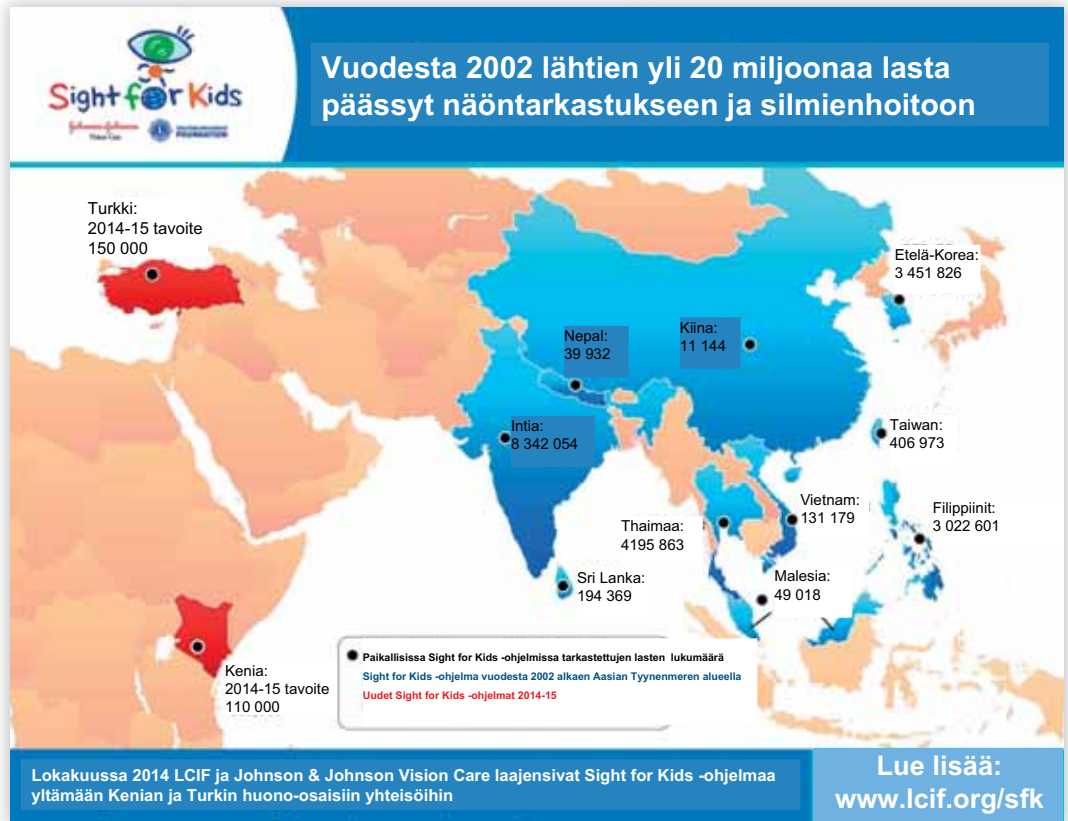 Sight for Kids
Johnson & Johnson
Vision Care
FOUNDATION
Vuodesta 2002 lähtien yli 20 miljoonaa lasta
päässyt näöntarkastukseen ja silmienhoitoon
Turkki:
2014-15 tavoite
150 000
Etelä-Korea:
3 451 826
Nepal:
39 932
Kiina:
11 144
Intia:
8 342 054
Taiwan:
406 973
Vietnam:
131 179
Filippiinit:
3 022 601
Thaimaa:
4195 863
Sri Lanka:
194 369
Malesia:
49 018
Kenia:
2014-15 tavoite
110 000
Paikallisissa Sight for Kids -ohjelmissa tarkastettujen lasten lukumäärä
Sight for Kids -ohjelma vuodesta 2002 alkaen Aasian Tyynenmeren alueella
Uudet Sight for Kids -ohjelmat 2014-15
Lokakuussa 2014 LCIF ja Johnson & Johnson Vision Care laajensivat Sight for Kids -ohjelmaa
yltämään Kenian ja Turkin huono-osaisiin yhteisöihin
Lue lisää:
www.lcif.org/sfk